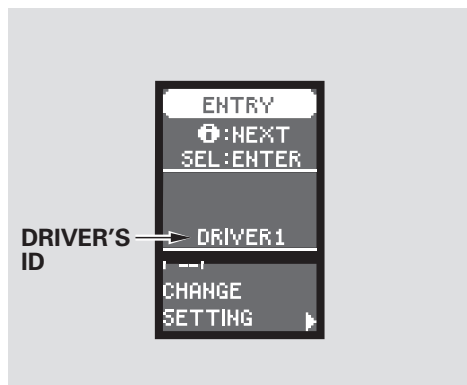 ENTRY
ⓘ:NEXT
SEL:ENTER
DRIVER'S
ID
DRIVER1
CHANGE
SETTING